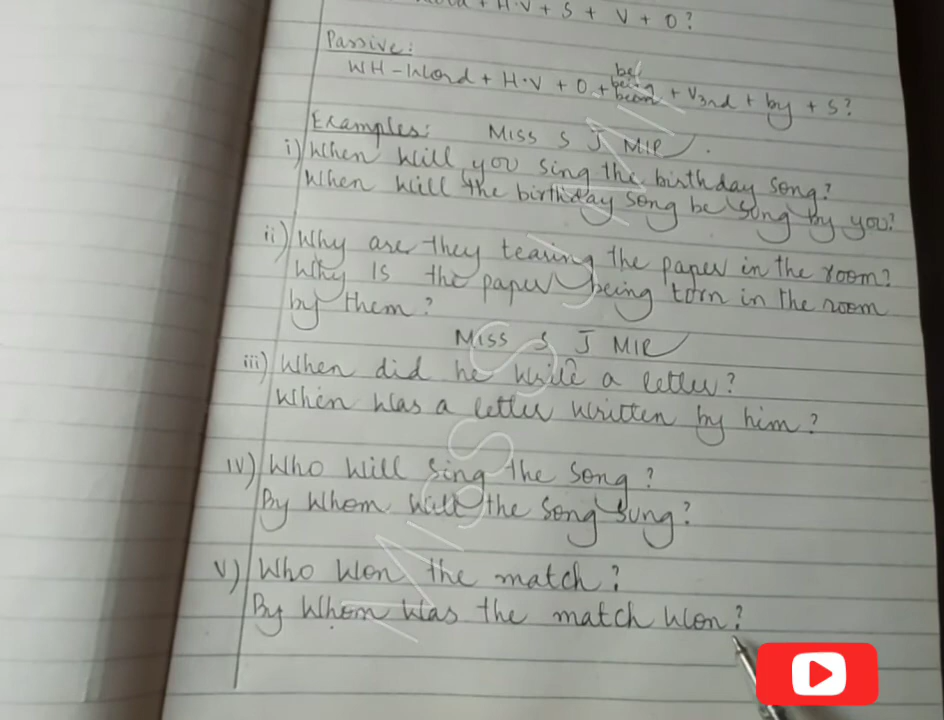 + H.V + S + V + O?
Passive:
WH-Word + H.V + O + be/being/been + V3rd + by + S?
Examples: Miss S J MIR.
i) When will you sing the birthday song?
When will the birthday song be song by you?
ii) Why are they tearing the paper in the room?
Why Is the paper being torn in the room
by them?
Miss S J MIR
iii) When did he write a letter?
When was a letter written by him?
iv) Who will sing the song?
By whom will the song sung?
v) Who won the match?
By whom was the match won?